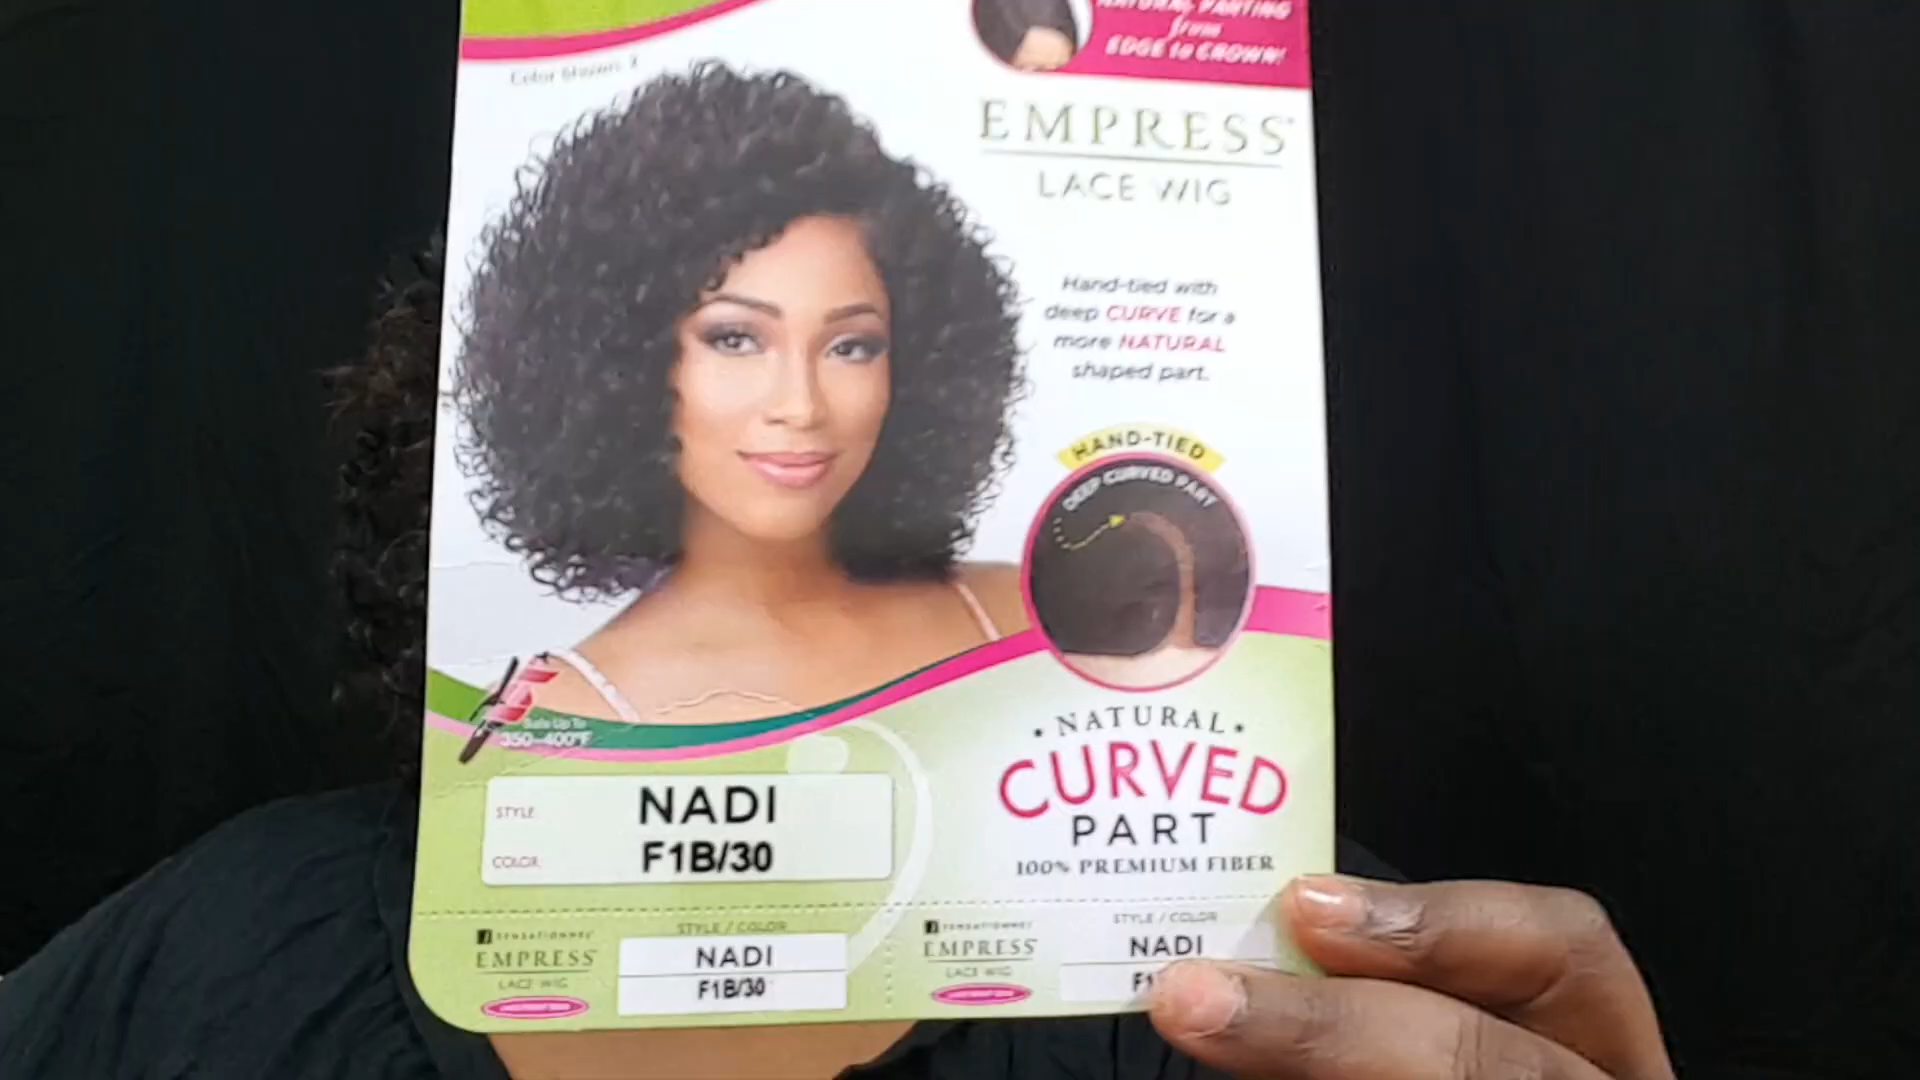 NATURAL PARTING
from
EDGE to CROWN!
Color Shown: 1
EMPRESS
LACE WIG
Hand-tied with
deep CURVE for a
more NATURAL
shaped part.
HAND-TIED
DEEP CURVED PART
Safe Up To
350-400°F
• NATURAL •
CURVED
PART
100% PREMIUM FIBER
STYLE: NADI
COLOR: F1B/30
SENSATIONNEL
EMPRESS
LACE WIG
STYLE / COLOR
NADI
F1B/30
SENSATIONNEL
EMPRESS
LACE WIG
STYLE / COLOR
NADI
F1